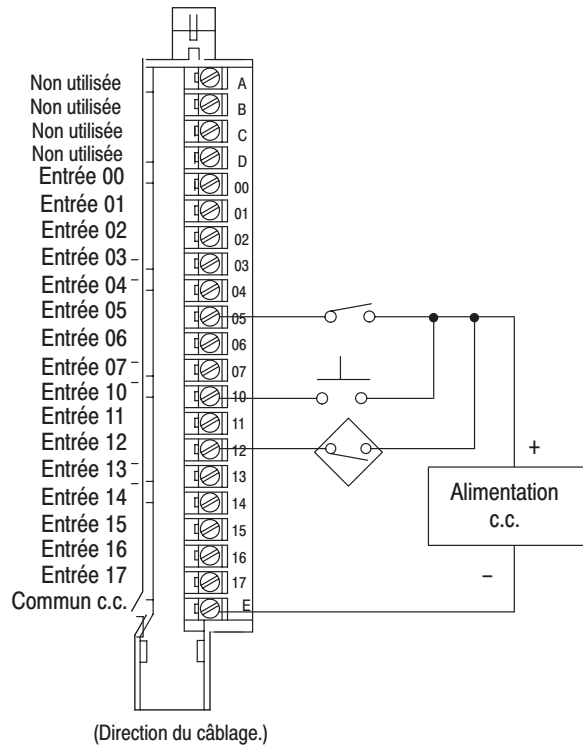 Non utilisée A
Non utilisée B
Non utilisée C
Non utilisée D
Entrée 00 00
Entrée 01 01
Entrée 02 02
Entrée 03 03
Entrée 04 04
Entrée 05 05
Entrée 06 06
Entrée 07 07
Entrée 10 10
Entrée 11 11
Entrée 12 12
Entrée 13 13
Entrée 14 14
Entrée 15 15
Entrée 16 16
Entrée 17 17
Commun c.c. E
+
Alimentation
c.c.
–
(Direction du câblage.)